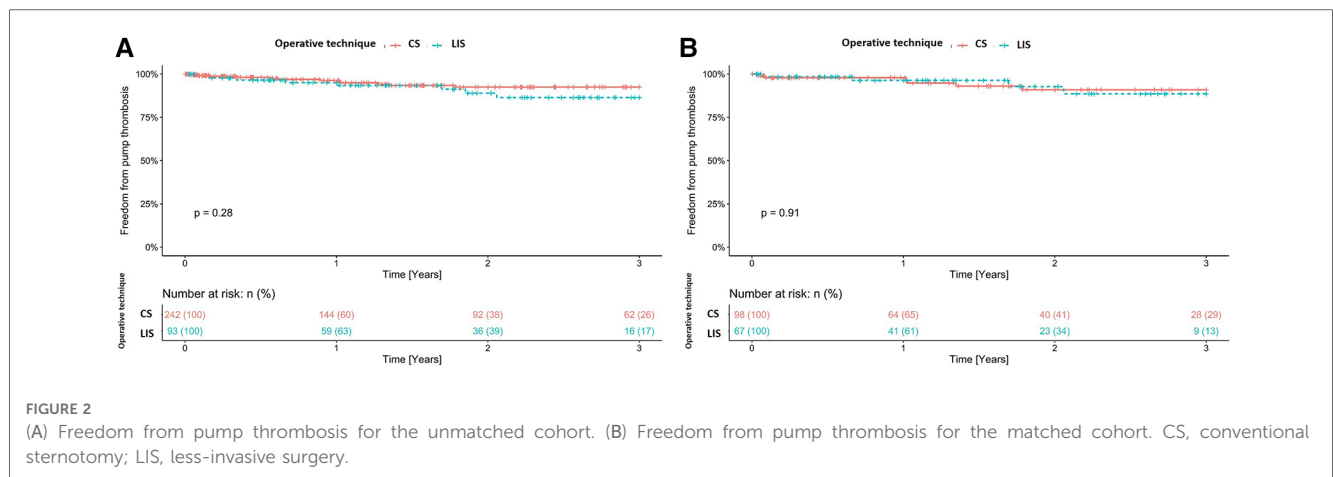 A
Operative technique CS LIS
100%
75%
50%
25%
0%
Freedom from pump thrombosis
p = 0.28
0 1 2 3
Time [Years]
Operative technique
Number at risk: n (%)
CS 242 (100) 144 (60) 92 (38) 62 (26)
LIS 93 (100) 59 (63) 36 (39) 16 (17)
0 1 2 3
Time [Years]
B
Operative technique CS LIS
100%
75%
50%
25%
0%
Freedom from pump thrombosis
p = 0.91
0 1 2 3
Time [Years]
Operative technique
Number at risk: n (%)
CS 98 (100) 64 (65) 40 (41) 28 (29)
LIS 67 (100) 41 (61) 23 (34) 9 (13)
0 1 2 3
Time [Years]
FIGURE 2
(A) Freedom from pump thrombosis for the unmatched cohort. (B) Freedom from pump thrombosis for the matched cohort. CS, conventional
sternotomy; LIS, less-invasive surgery.